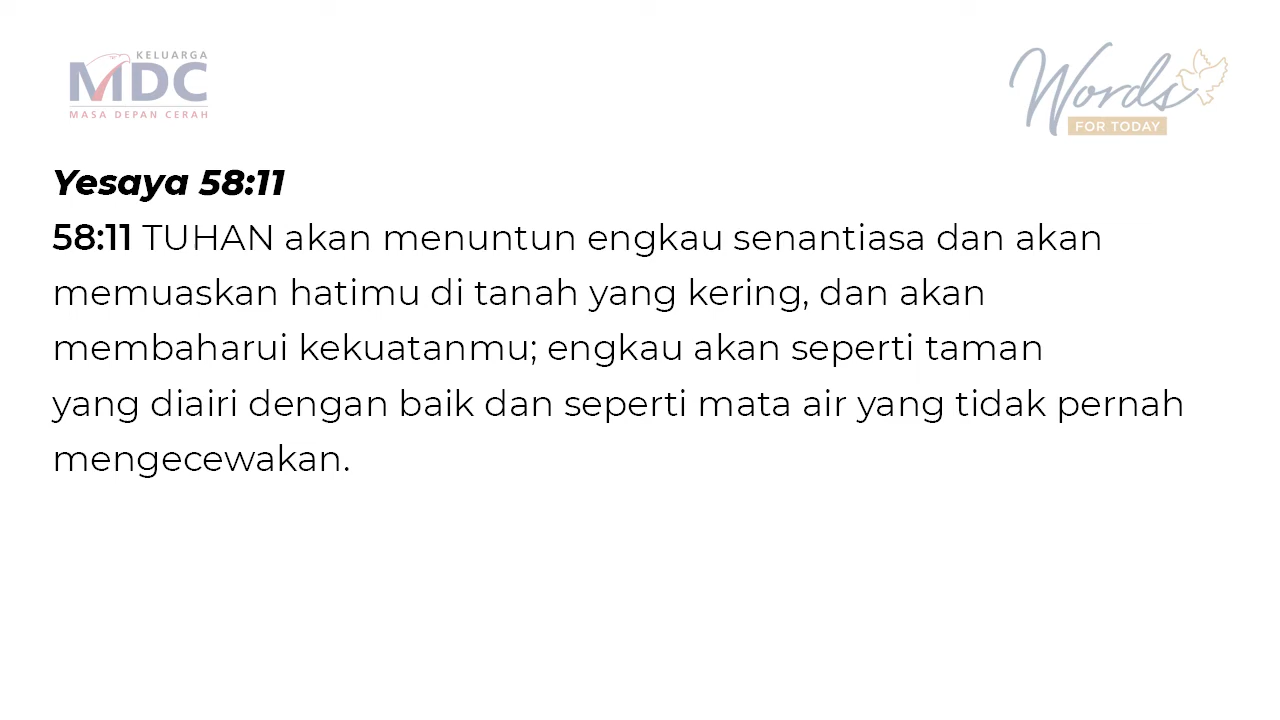 KELUARGA
MDC
MASA DEPAN CERAH
Words
FOR TODAY
Yesaya 58:11
58:11 TUHAN akan menuntun engkau senantiasa dan akan
memuaskan hatimu di tanah yang kering, dan akan
membaharui kekuatanmu; engkau akan seperti taman
yang diairi dengan baik dan seperti mata air yang tidak pernah
mengecewakan.